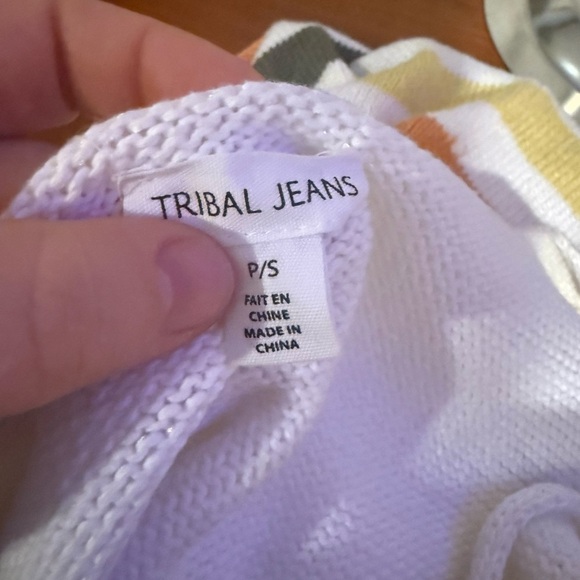 TRIBAL JEANS
P/S
FAIT EN
CHINE
MADE IN
CHINA